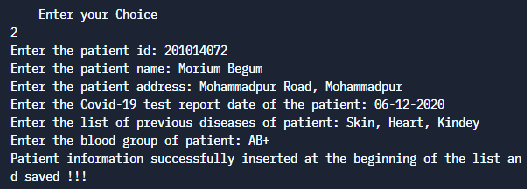 Enter your Choice
2
Enter the patient id: 201014072
Enter the patient name: Morium Begum
Enter the patient address: Mohammadpur Road, Mohammadpur
Enter the Covid-19 test report date of the patient: 06-12-2020
Enter the list of previous diseases of patient: Skin, Heart, Kindey
Enter the blood group of patient: AB+
Patient information successfully inserted at the beginning of the list an
d saved !!!